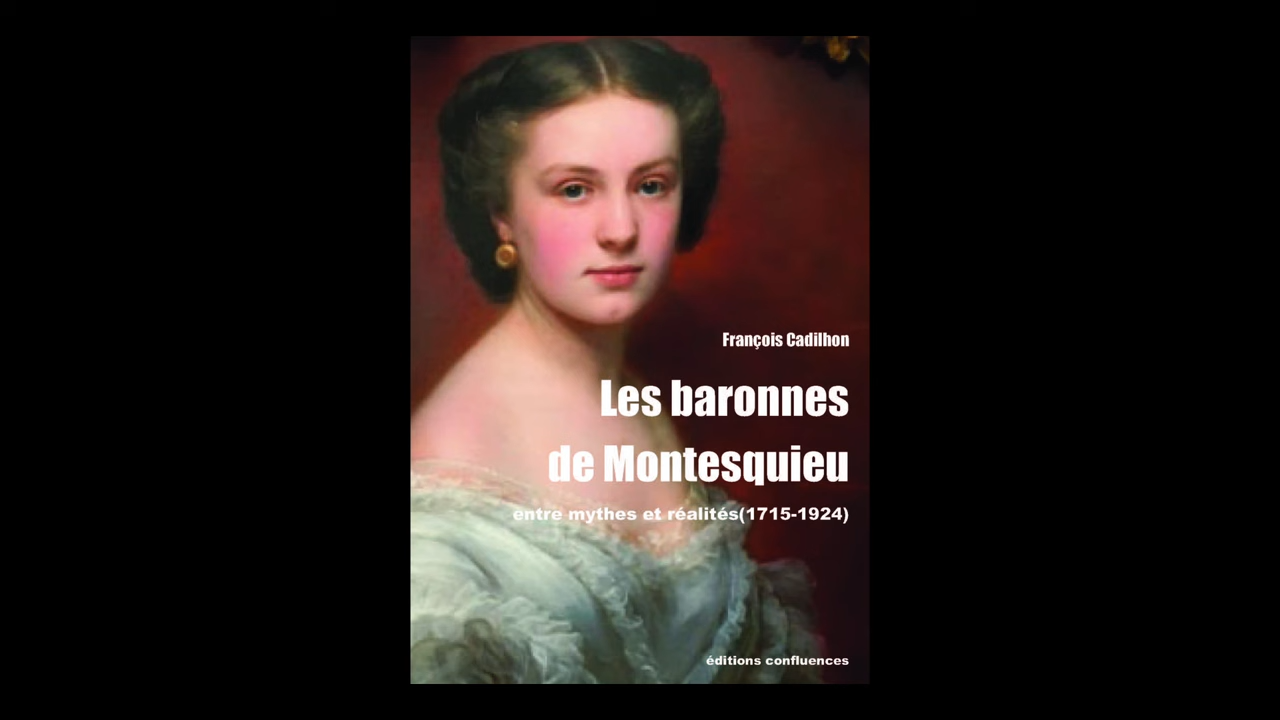 François Cadilhon
Les baronnes
de Montesquieu
entre mythes et réalités(1715-1924)
éditions confluences